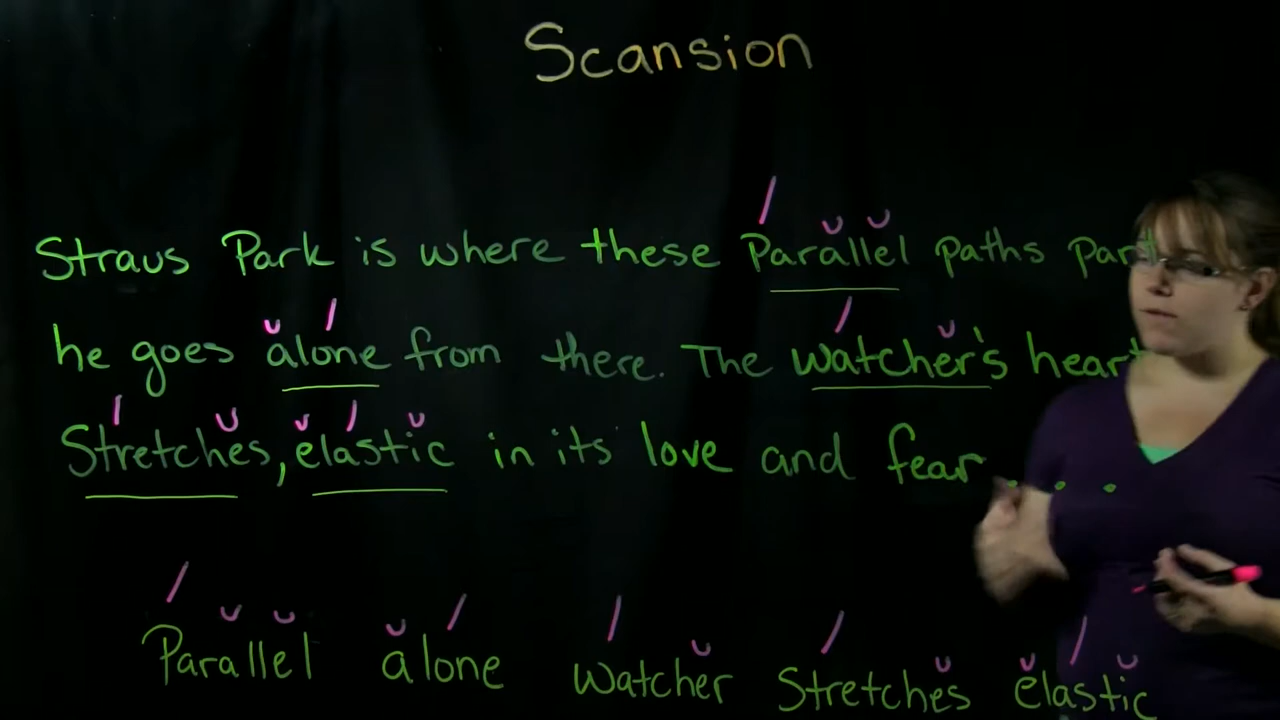 Scansion
Straus Park is where these Parallel paths part
he goes alone from there. The watcher's heart
Stretches, elastic in its love and fear . . . .
Parallel alone watcher Stretches elastic